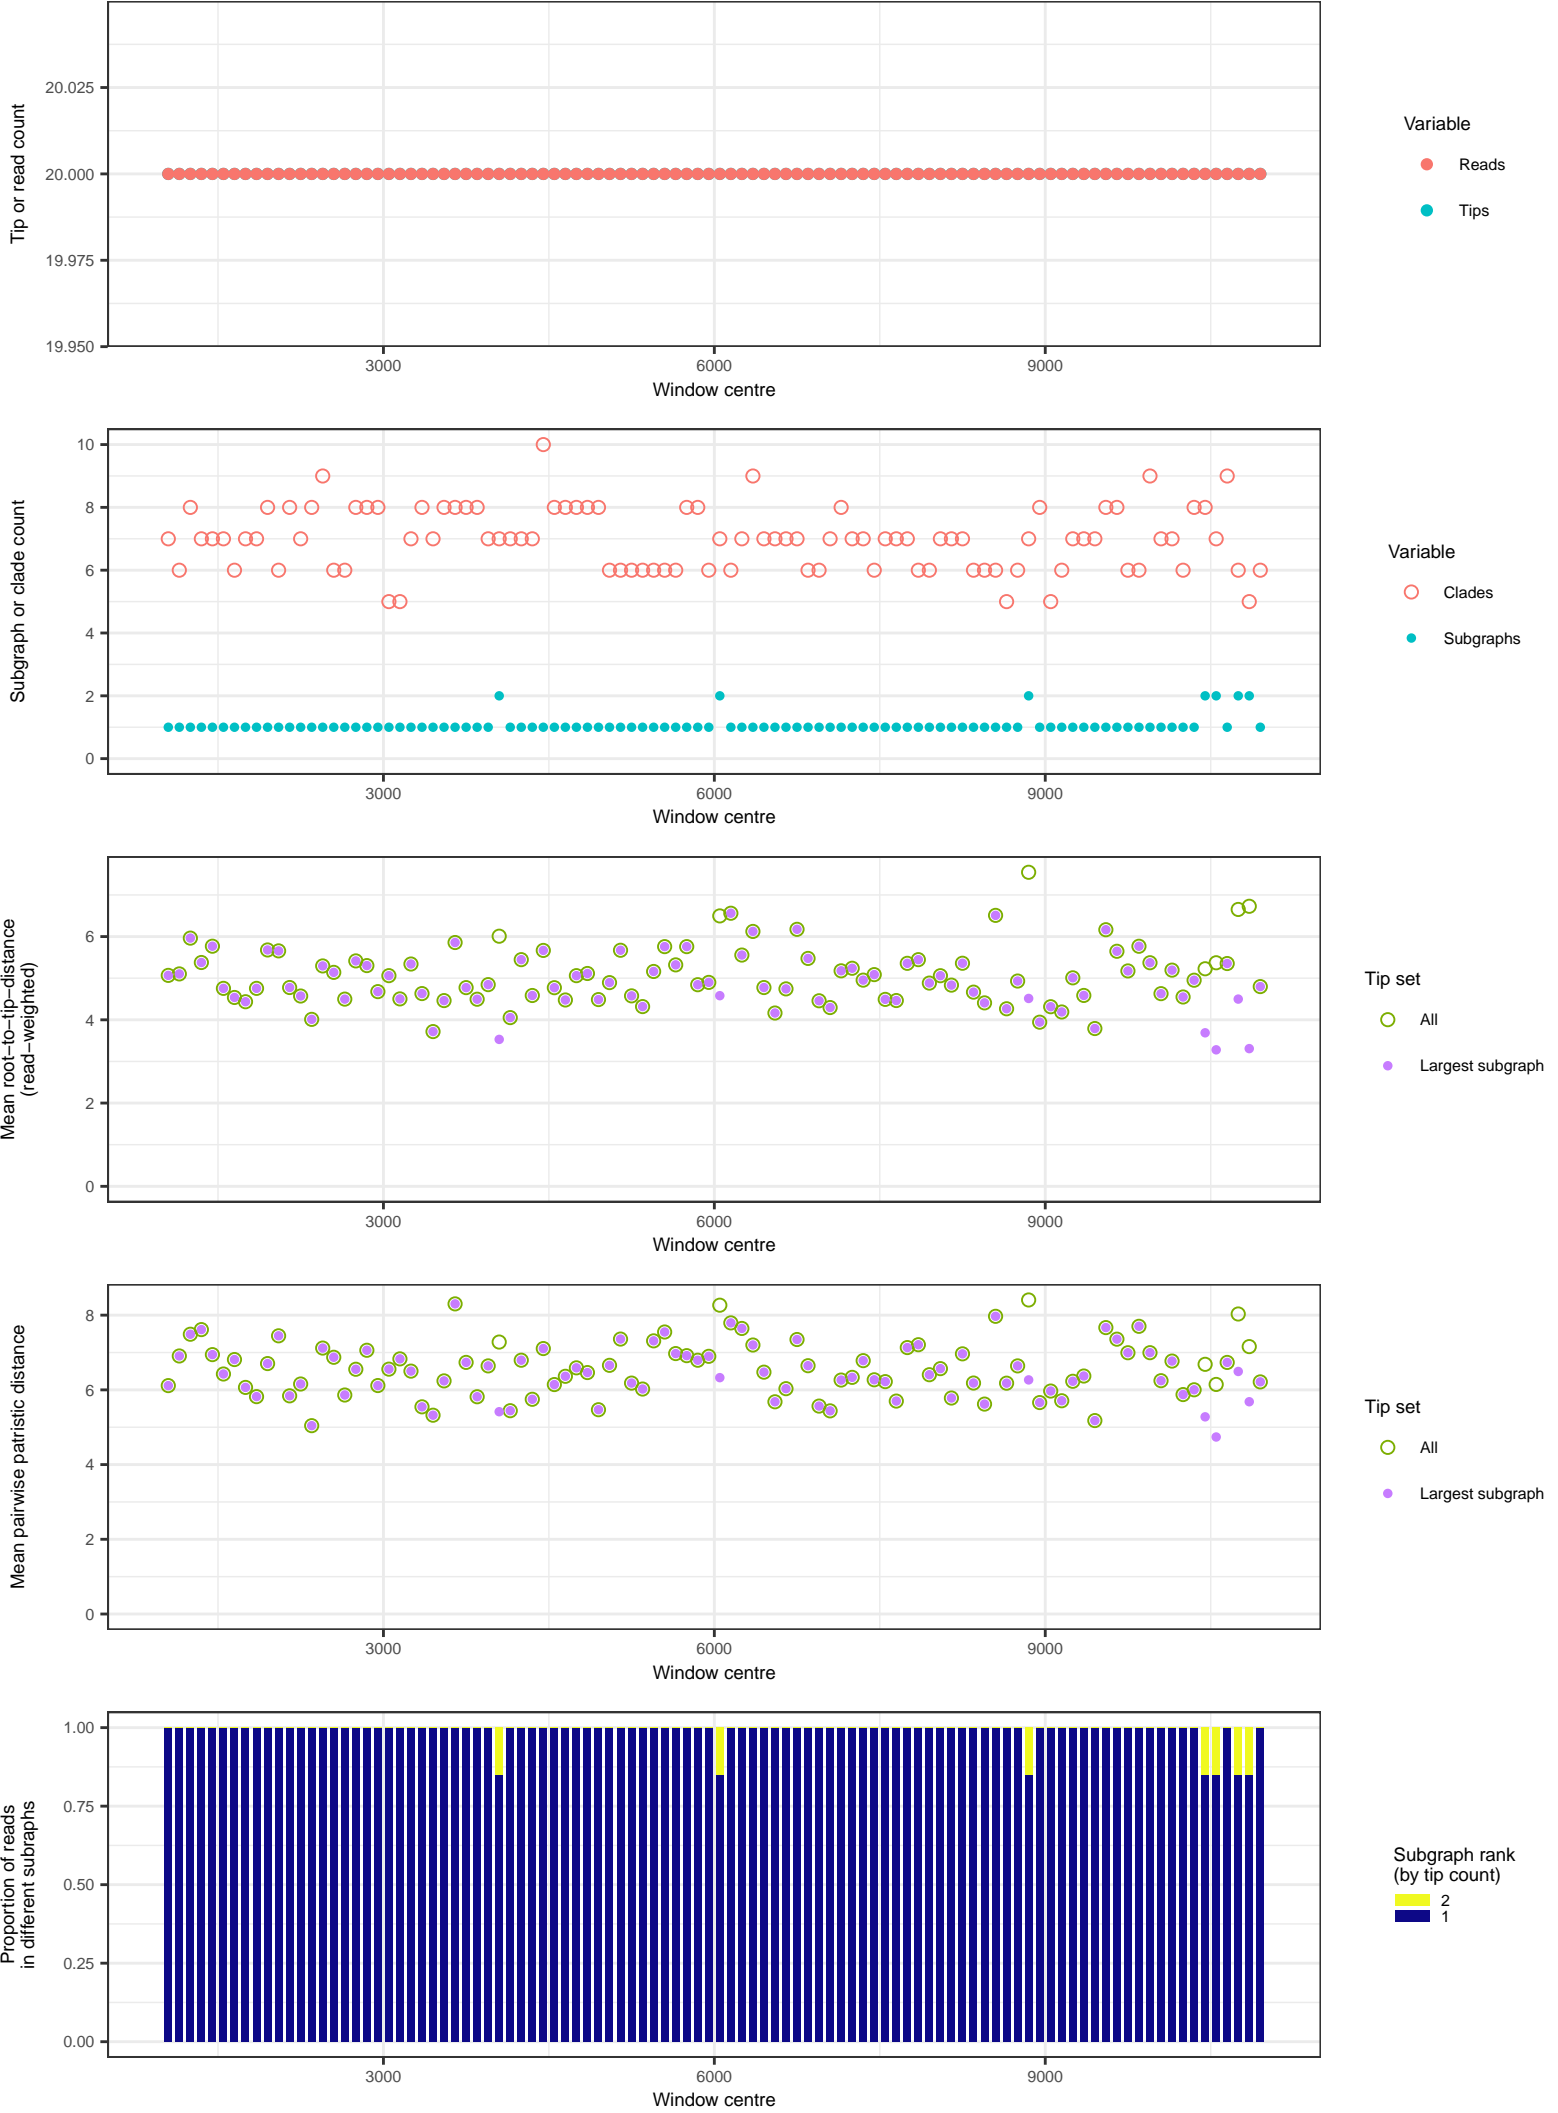 20.025
20.000
19.975
19.950
Tip or read count
3000 6000 9000
Window centre
Variable
Reads
Tips
10
8
6
4
2
0
Subgraph or clade count
3000 6000 9000
Window centre
Variable
Clades
Subgraphs
6
4
2
0
Mean root−to−tip−distance
(read−weighted)
3000 6000 9000
Window centre
Tip set
All
Largest subgraph
8
6
4
2
0
Mean pairwise patristic distance
3000 6000 9000
Window centre
Tip set
All
Largest subgraph
1.00
0.75
0.50
0.25
0.00
Proportion of reads
in different subraphs
3000 6000 9000
Window centre
Subgraph rank
(by tip count)
2
1